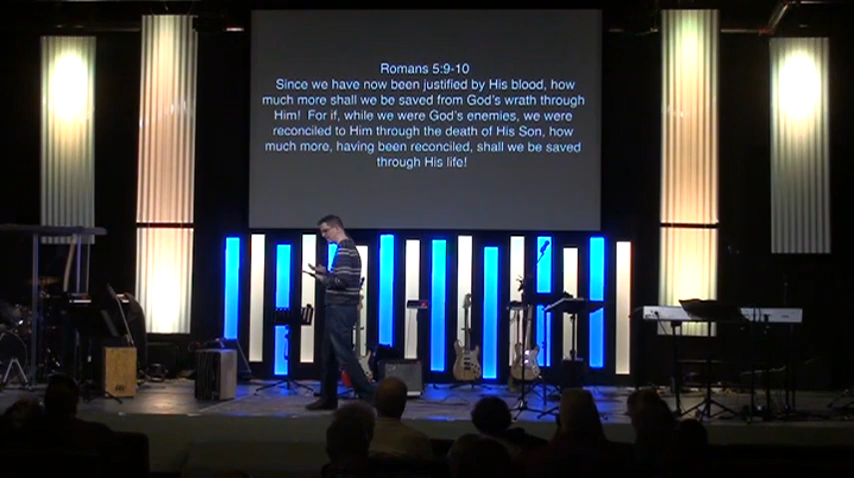 Romans 5:9-10
Since we have now been justified by His blood, how
much more shall we be saved from God's wrath through
Him!  For if, while we were God's enemies, we were
reconciled to Him through the death of His Son, how
much more, having been reconciled, shall we be saved
through His life!